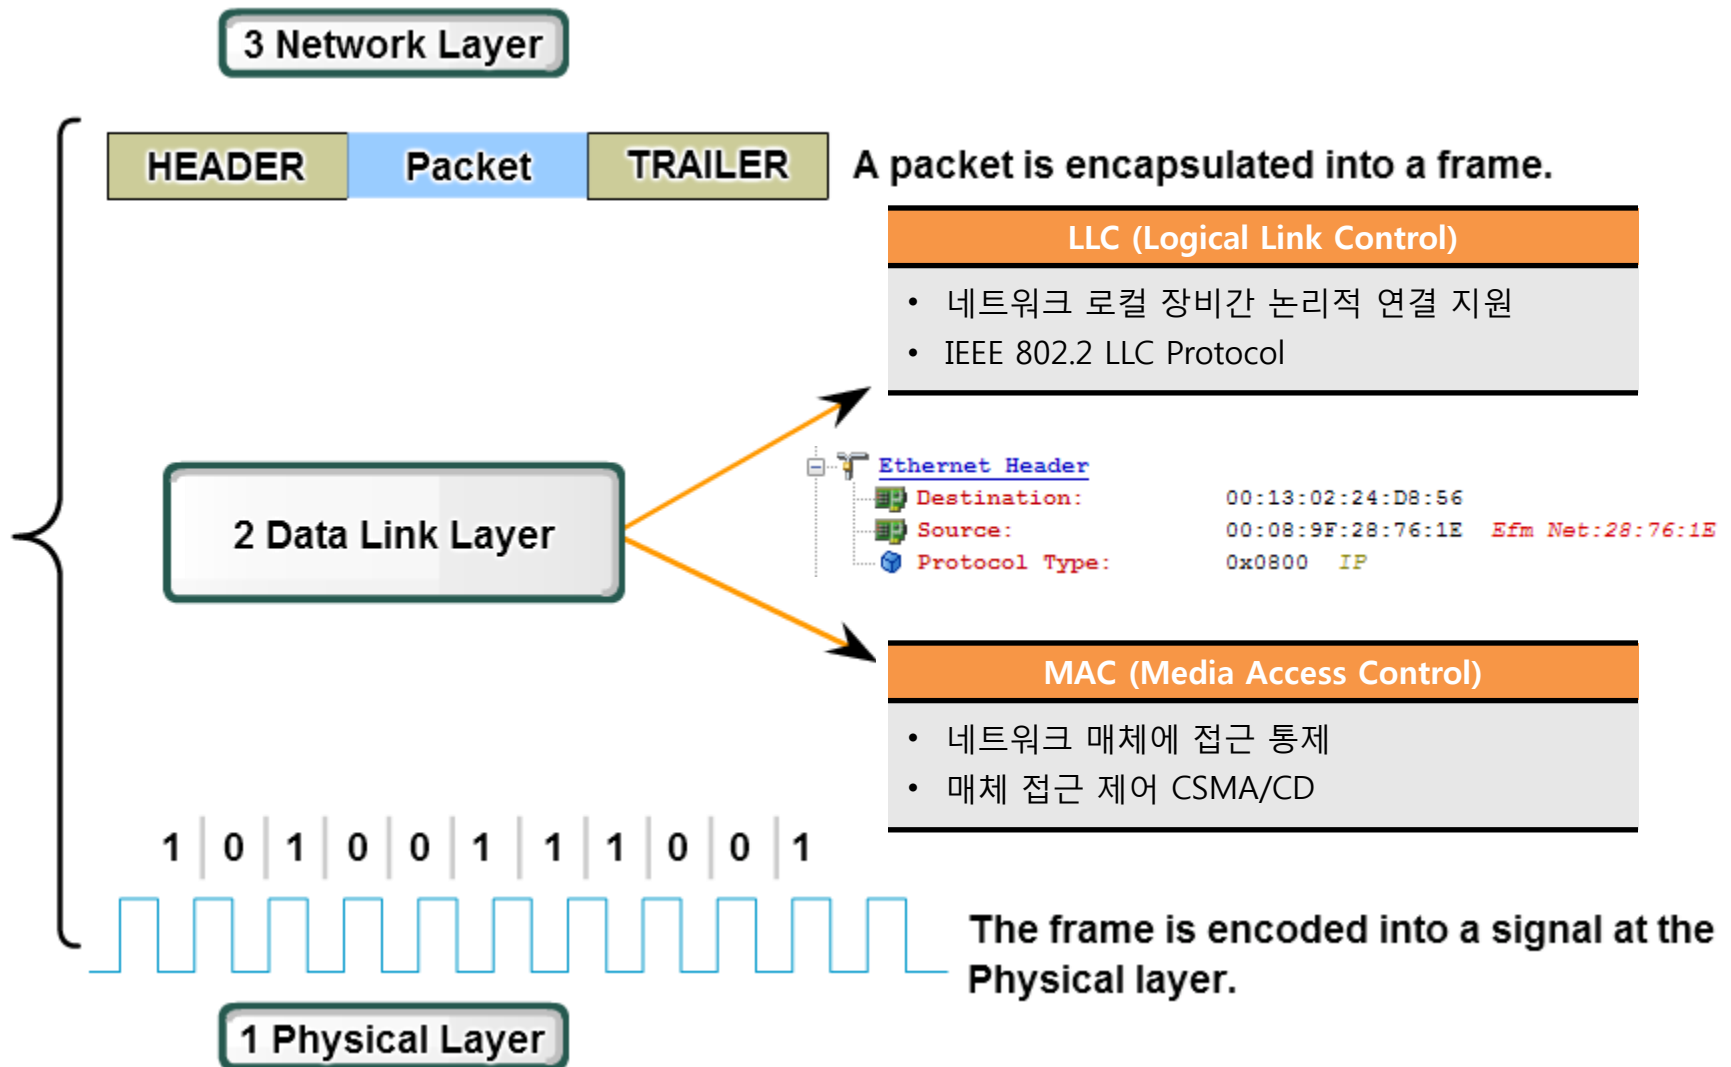 3 Network Layer
HEADER Packet TRAILER
A packet is encapsulated into a frame.
LLC (Logical Link Control)
• 네트워크 로컬 장비간 논리적 연결 지원
• IEEE 802.2 LLC Protocol
2 Data Link Layer
Ethernet Header
Destination: 00:13:02:24:D8:56
Source: 00:08:9F:28:76:1E Efm Net:28:76:1E
Protocol Type: 0x0800 IP
MAC (Media Access Control)
• 네트워크 매체에 접근 통제
• 매체 접근 제어 CSMA/CD
1 0 1 0 0 1 1 1 0 0 1
The frame is encoded into a signal at the
Physical layer.
1 Physical Layer